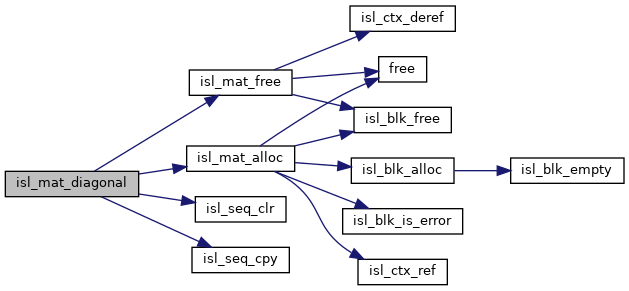 isl_ctx_deref
free
isl_mat_free
isl_blk_free
isl_mat_alloc
isl_blk_alloc
isl_blk_empty
isl_mat_diagonal
isl_seq_clr
isl_blk_is_error
isl_seq_cpy
isl_ctx_ref